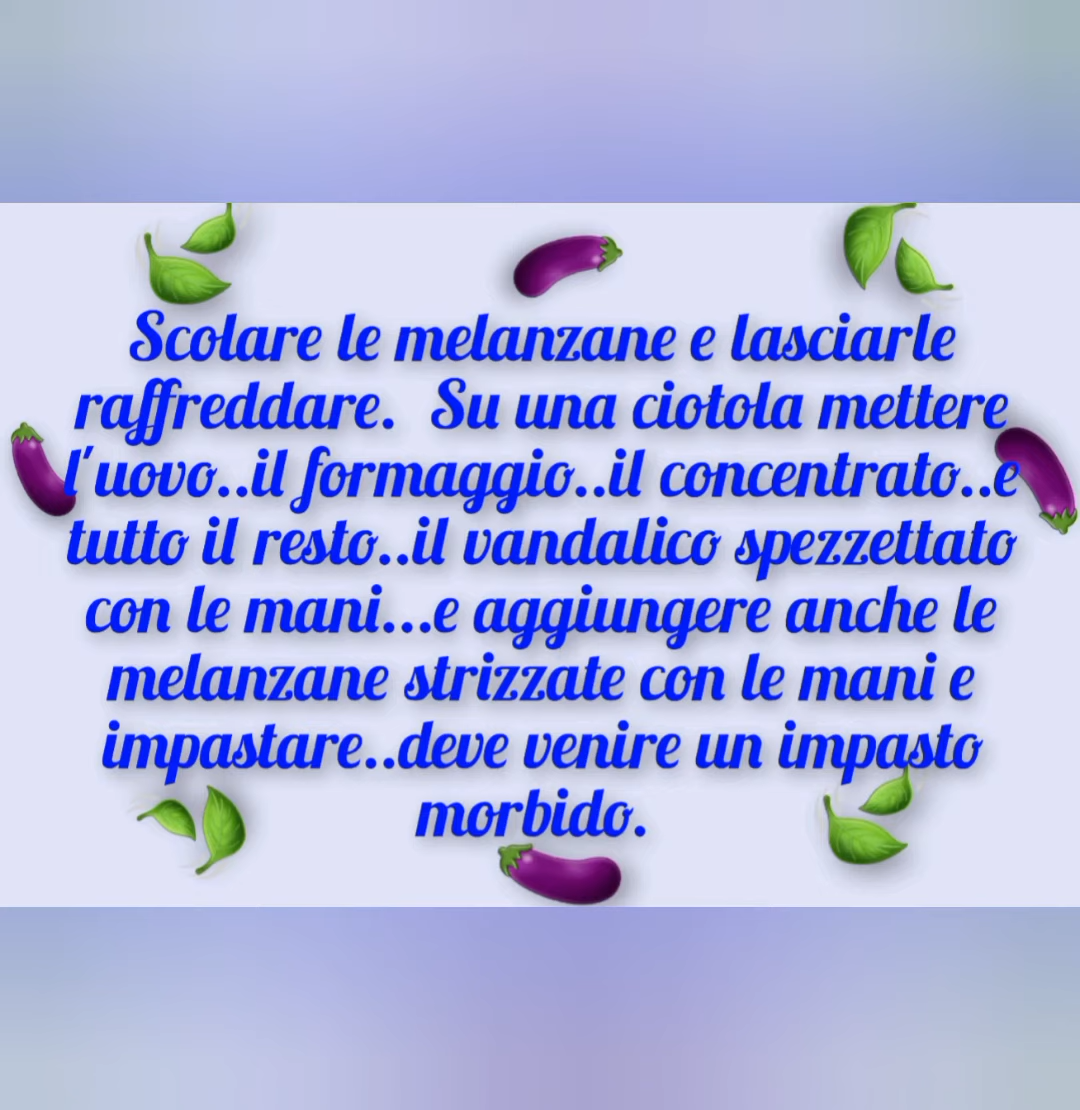 Scolare le melanzane e lasciarle
raffreddare.  Su una ciotola mettere
l'uovo..il formaggio..il concentrato..e
tutto il resto..il vandalico spezzettato
con le mani...e aggiungere anche le
melanzane strizzate con le mani e
impastare..deve venire un impasto
morbido.